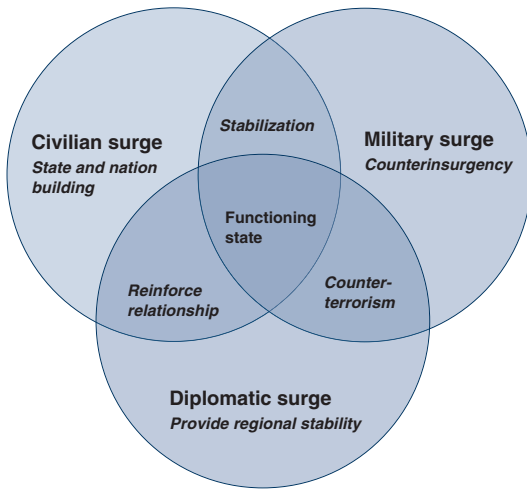 Stabilization
Civilian surge
State and nation
building
Military surge
Counterinsurgency
Functioning
state
Reinforce
relationship
Counter-
terrorism
Diplomatic surge
Provide regional stability